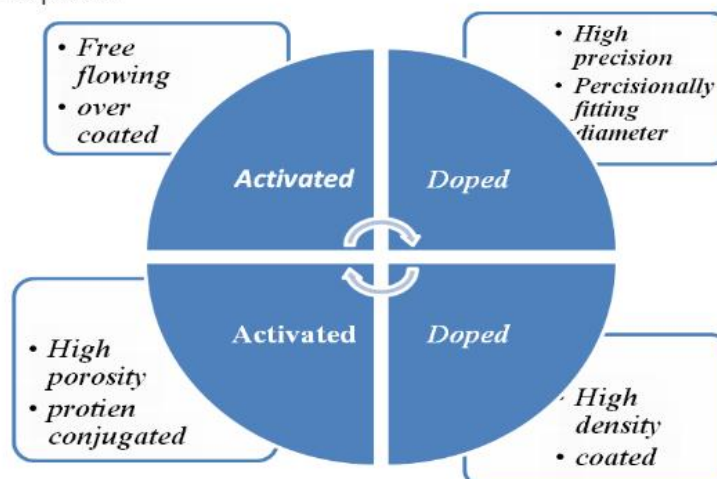 • Free
flowing
• over
coated
• High
precision
• Percisionally
fitting
diameter
Activated
Doped
Activated
Doped
• High
porosity
• protien
conjugated
• High
density
• coated